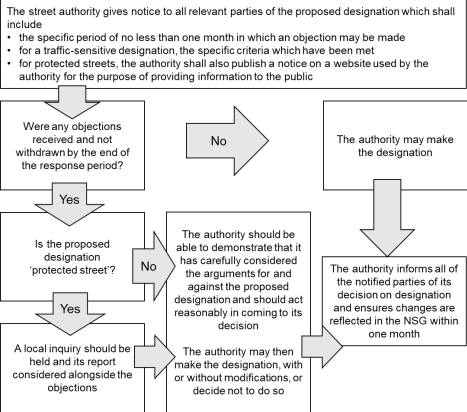 The street authority gives notice to all relevant parties of the proposed designation which shall
include
• the specific period of no less than one month in which an objection may be made
• for a traffic-sensitive designation, the specific criteria which have been met
• for protected streets, the authority shall also publish a notice on a website used by the
authority for the purpose of providing information to the public
Were any objections
received and not
withdrawn by the end of
the response period?
No
The authority may make
the designation
Yes
Is the proposed
designation
‘protected street’?
No
The authority should be
able to demonstrate that it
has carefully considered
the arguments for and
against the proposed
designation and should act
reasonably in coming to its
decision
The authority may then
make the designation, with
or without modifications, or
decide not to do so
The authority informs all of
the notified parties of its
decision on designation
and ensures changes are
reflected in the NSG within
one month
Yes
A local inquiry should be
held and its report
considered alongside the
objections